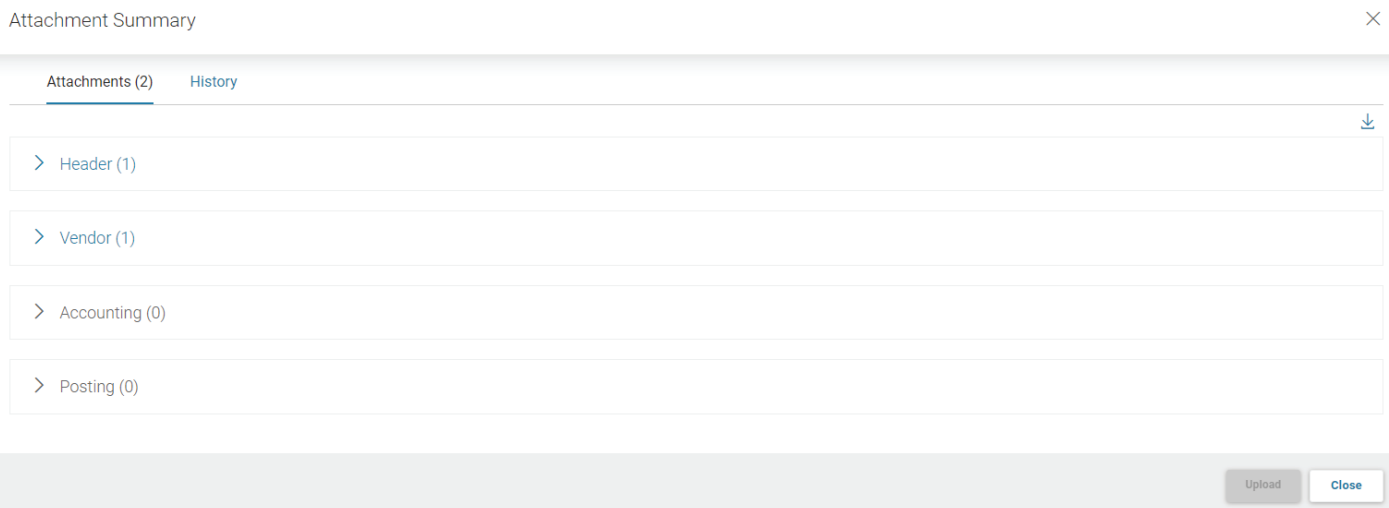 Attachment Summary
Attachments (2) History
Header (1)
Vendor (1)
Accounting (0)
Posting (0)
Upload Close